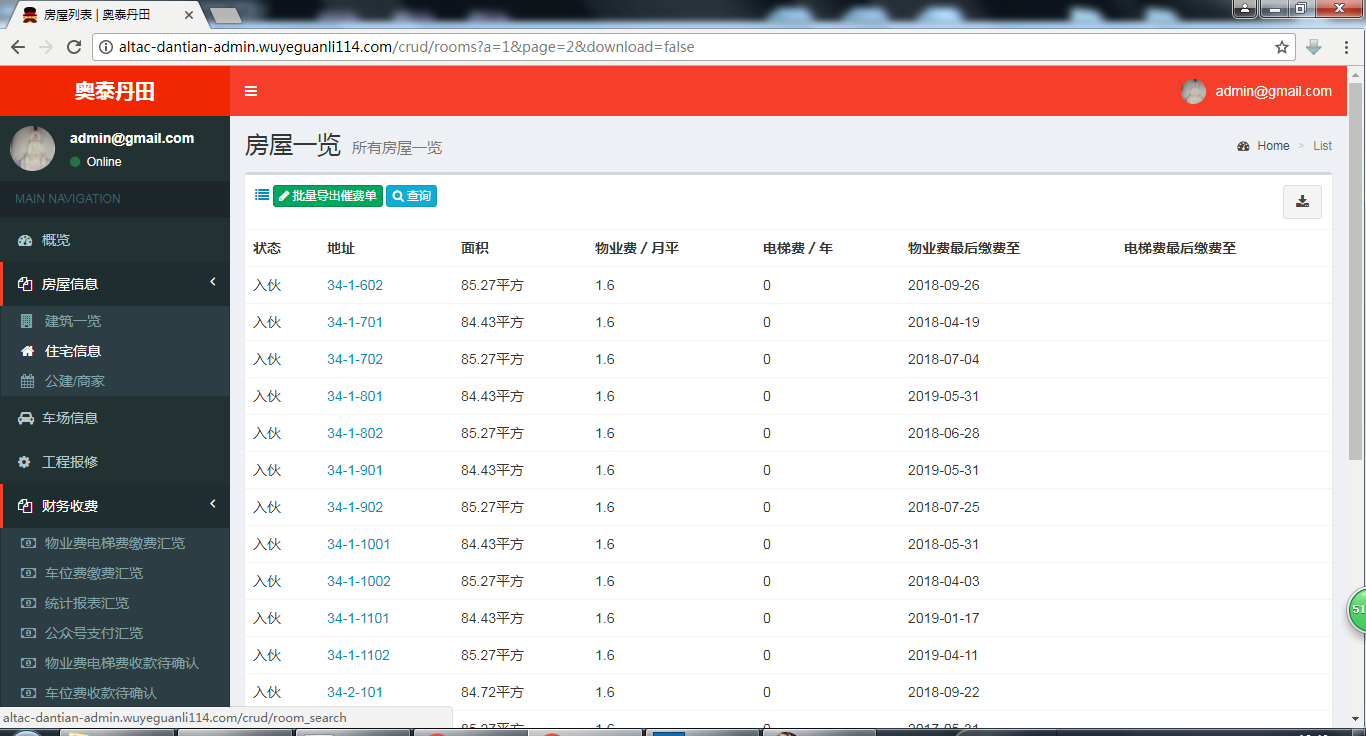 房屋列表 | 奥泰丹田
altac-dantian-admin.wuyeguanli114.com/crud/rooms?a=1&page=2&download=false
奥泰丹田
admin@gmail.com
admin@gmail.com
Online
MAIN NAVIGATION
概览
房屋信息
建筑一览
住宅信息
公建/商家
车场信息
工程报修
财务收费
物业费电梯费缴费汇览
车位费缴费汇览
统计报表汇览
公众号支付汇览
物业费电梯费收款待确认
车位费收款待确认
房屋一览 所有房屋一览
Home > List
批量导出催费单 查询
状态 地址 面积 物业费 / 月平 电梯费 / 年 物业费最后缴费至 电梯费最后缴费至
入伙 34-1-602 85.27平方 1.6 0 2018-09-26
入伙 34-1-701 84.43平方 1.6 0 2018-04-19
入伙 34-1-702 85.27平方 1.6 0 2018-07-04
入伙 34-1-801 84.43平方 1.6 0 2019-05-31
入伙 34-1-802 85.27平方 1.6 0 2018-06-28
入伙 34-1-901 84.43平方 1.6 0 2019-05-31
入伙 34-1-902 85.27平方 1.6 0 2018-07-25
入伙 34-1-1001 84.43平方 1.6 0 2018-05-31
入伙 34-1-1002 85.27平方 1.6 0 2018-04-03
入伙 34-1-1101 84.43平方 1.6 0 2019-01-17
入伙 34-1-1102 85.27平方 1.6 0 2019-04-11
入伙 34-2-101 84.72平方 1.6 0 2018-09-22
51
altac-dantian-admin.wuyeguanli114.com/crud/room_search